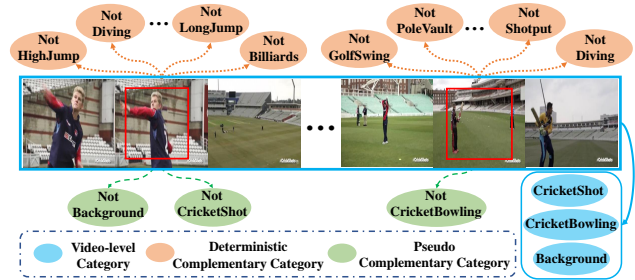 Not
Diving
•••
Not
LongJump
Not
PoleVault
•••
Not
Shotput
Not
HighJump
Not
Billiards
Not
GolfSwing
Not
Diving
•••
Not
Background
Not
CricketShot
Not
CricketBowling
CricketShot
CricketBowling
Background
Video-level
Category
Deterministic
Complementary Category
Pseudo
Complementary Category